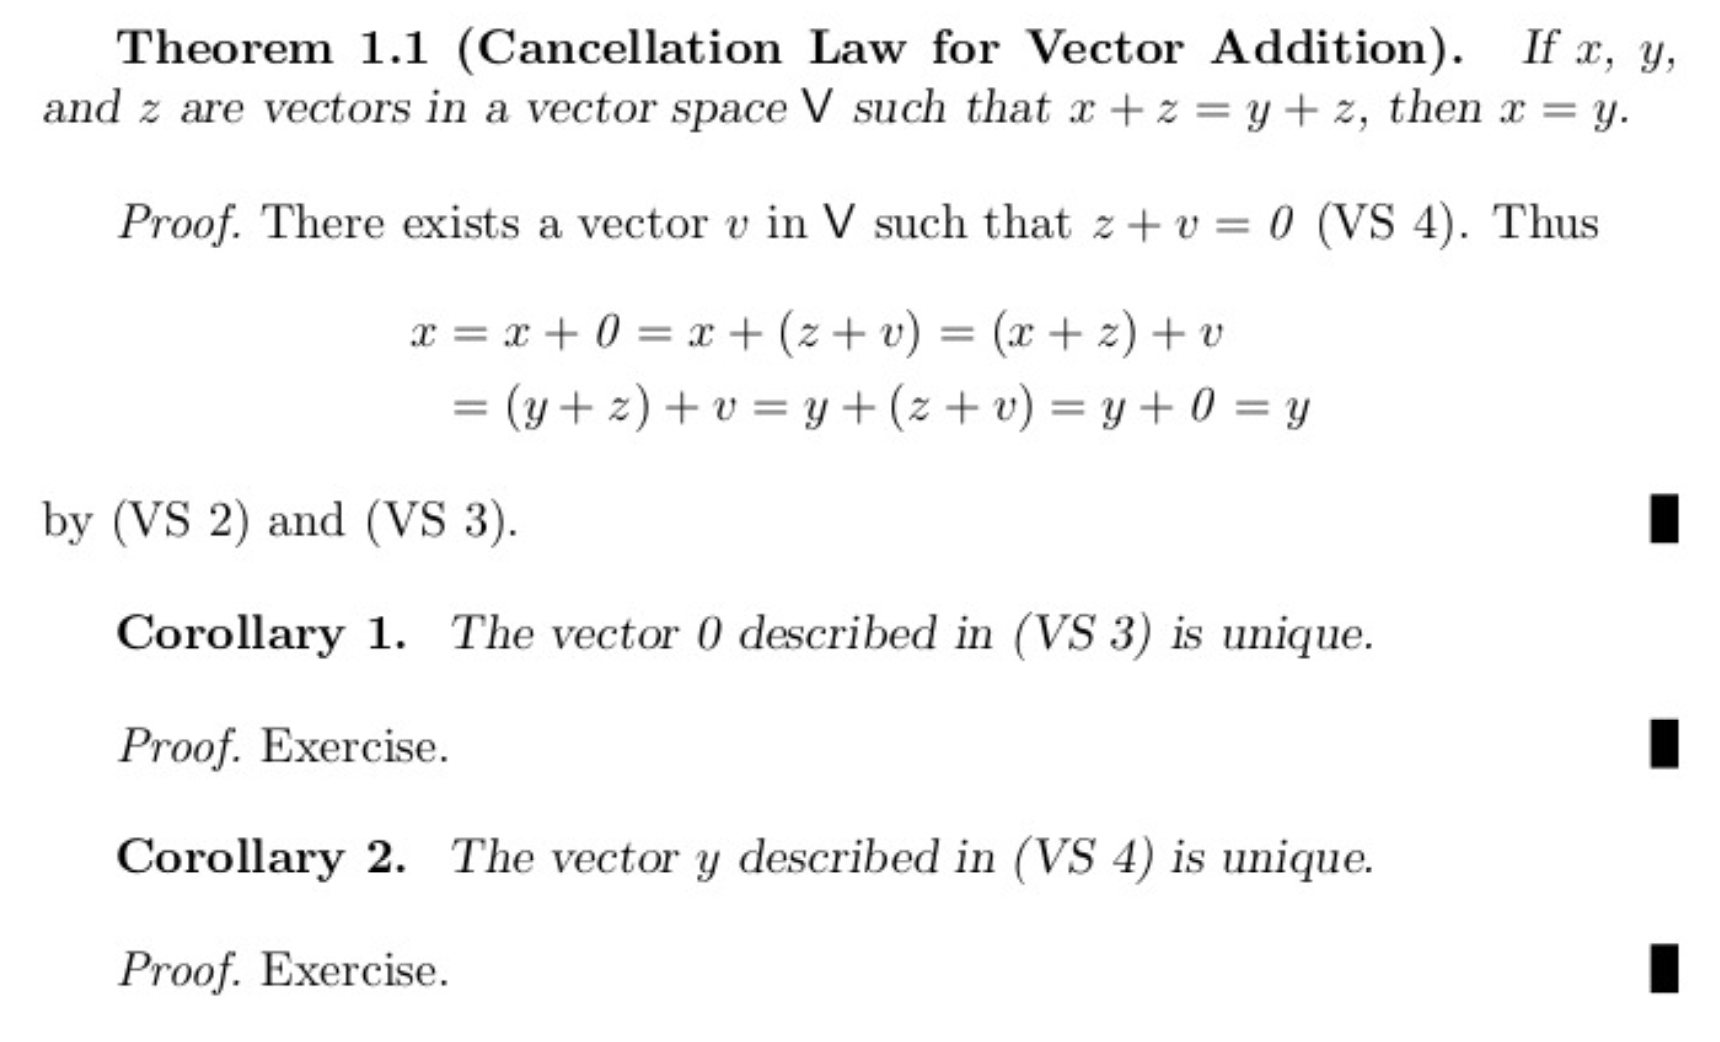 Theorem 1.1 (Cancellation Law for Vector Addition). If x, y,
and z are vectors in a vector space V such that x + z = y + z, then x = y.
Proof. There exists a vector v in V such that z + v = 0 (VS 4). Thus
x = x + 0 = x + (z + v) = (x + z) + v
= (y + z) + v = y + (z + v) = y + 0 = y
by (VS 2) and (VS 3).
Corollary 1. The vector 0 described in (VS 3) is unique.
Proof. Exercise.
Corollary 2. The vector y described in (VS 4) is unique.
Proof. Exercise.